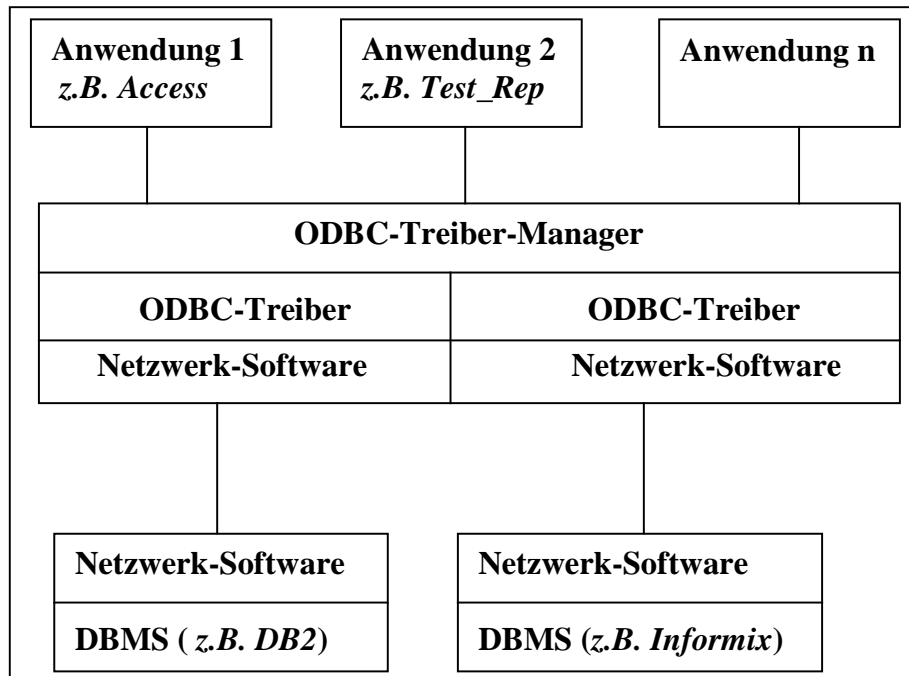 Anwendung 1
z.B. Access
Anwendung 2
z.B. Test_Rep
Anwendung n
ODBC-Treiber-Manager
ODBC-Treiber
ODBC-Treiber
Netzwerk-Software
Netzwerk-Software
Netzwerk-Software
DBMS ( z.B. DB2)
Netzwerk-Software
DBMS (z.B. Informix)